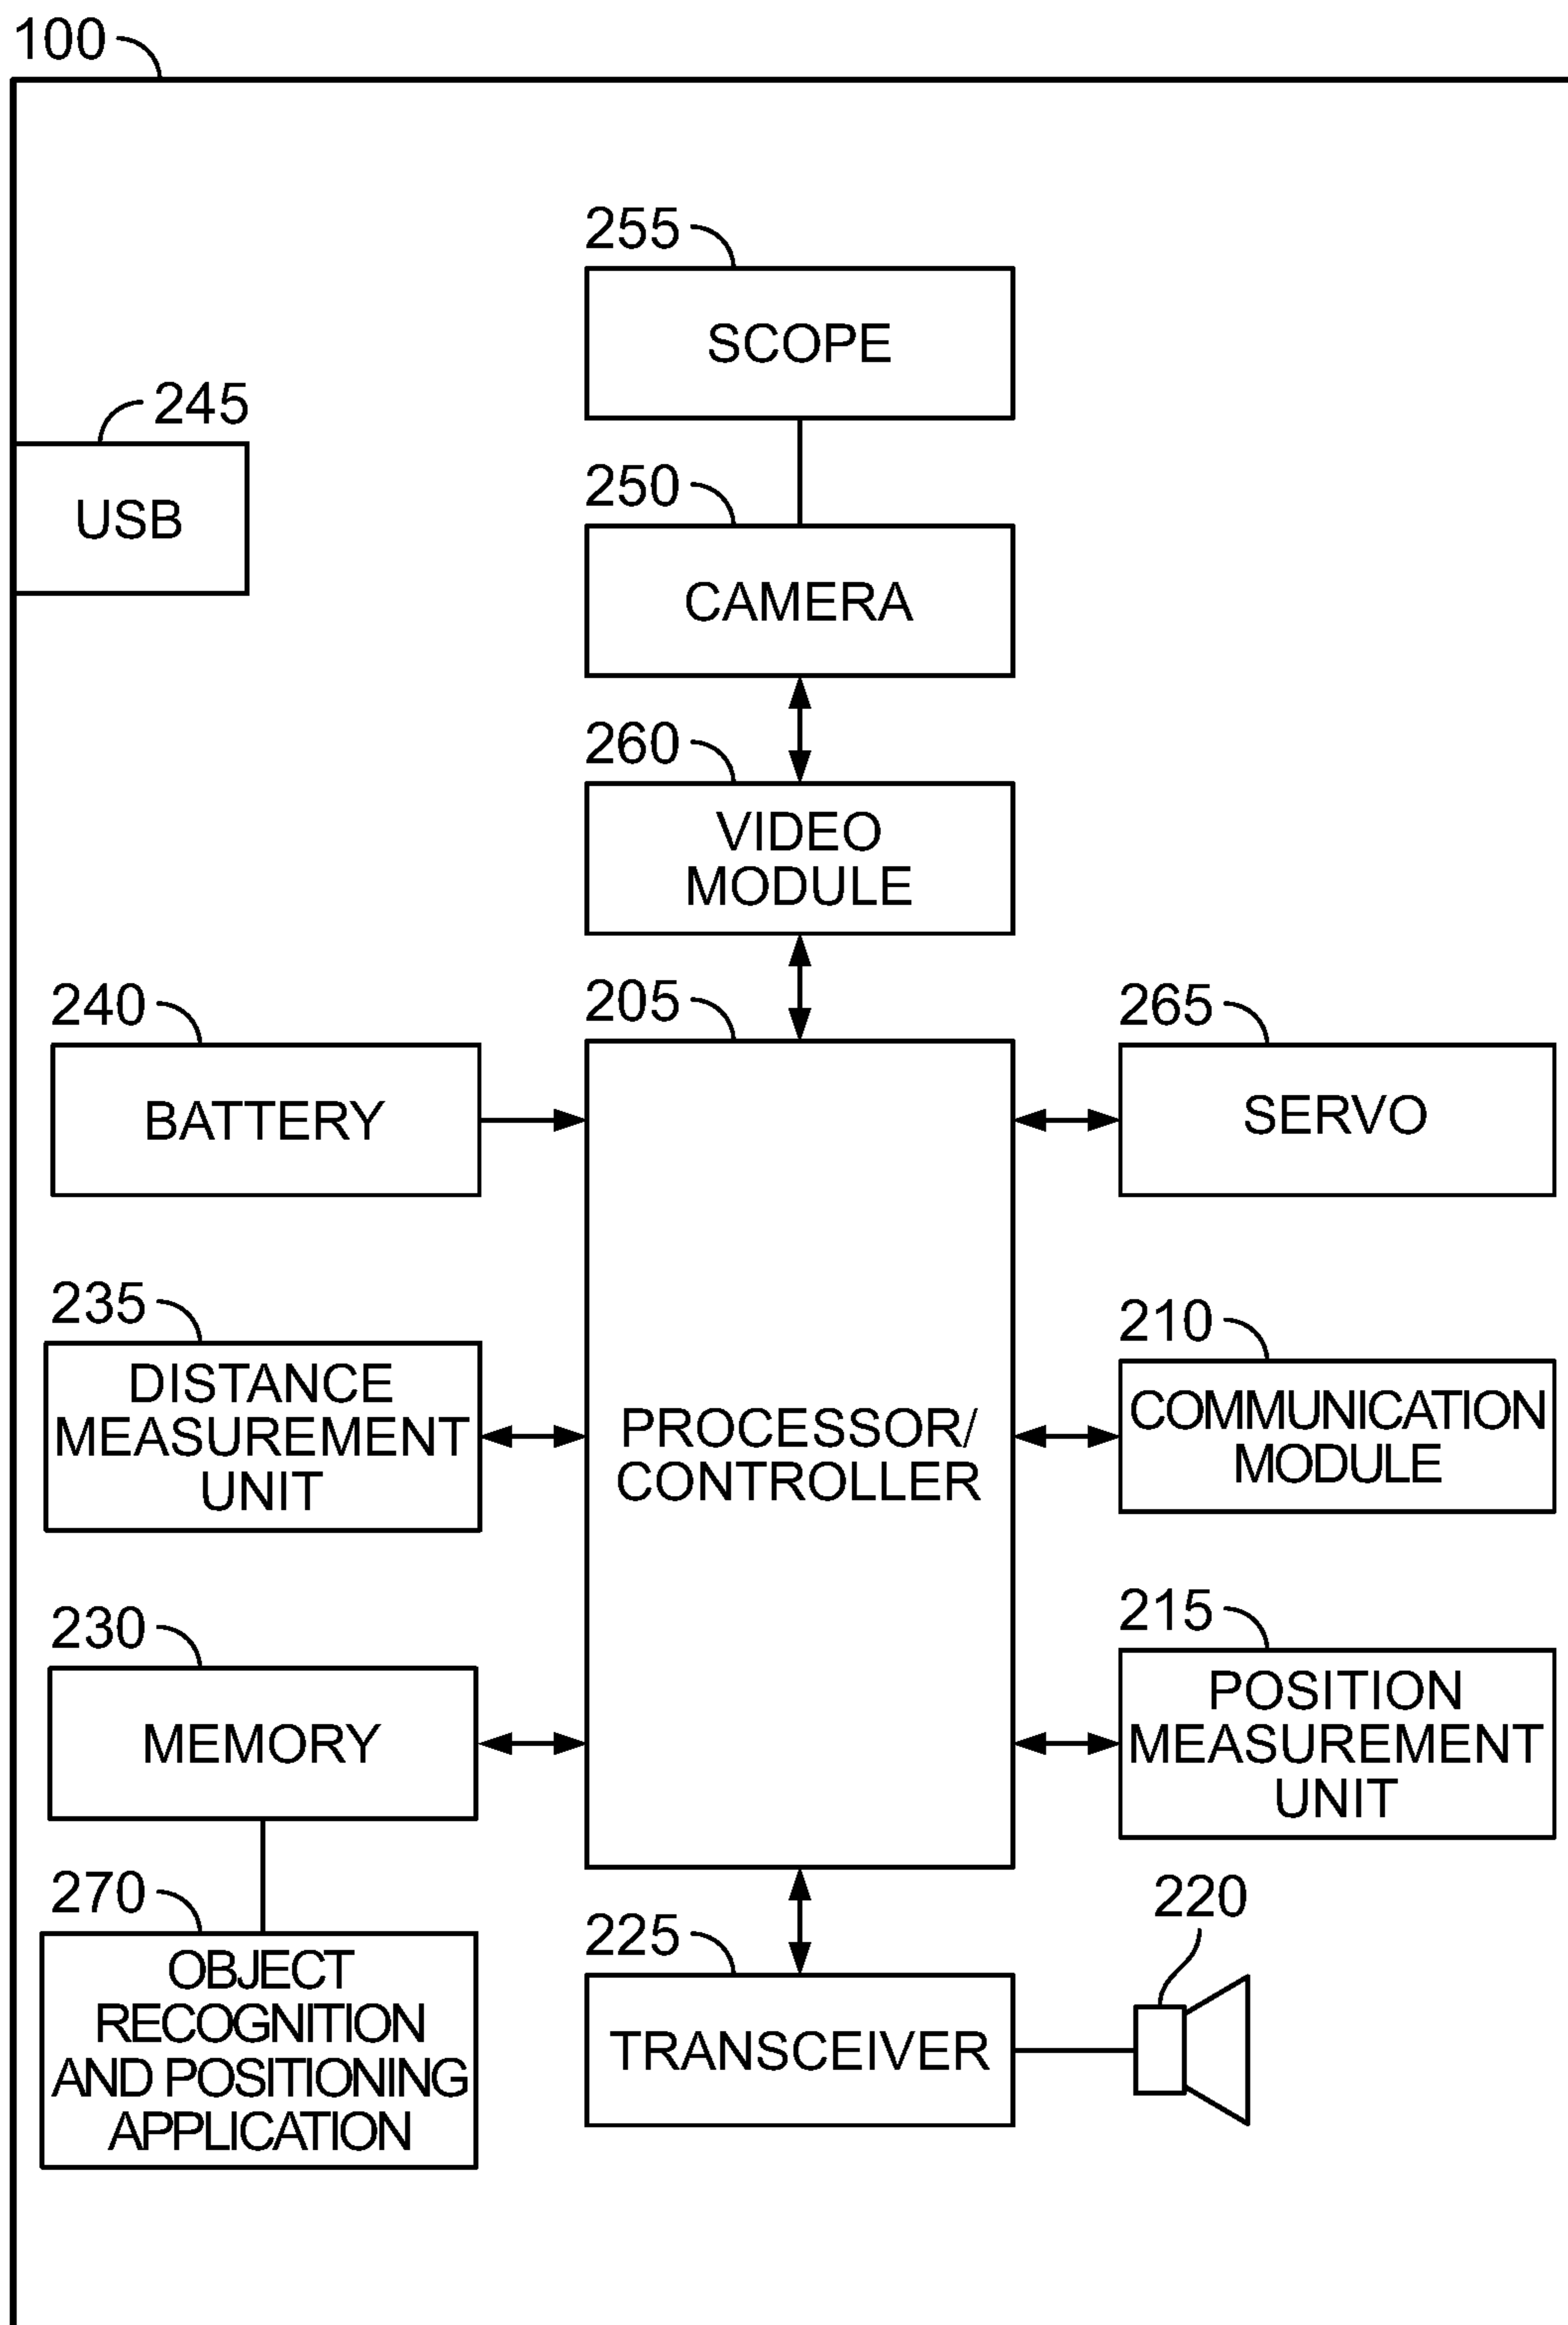 100
255
SCOPE
245
USB
250
CAMERA
260
VIDEO
MODULE
240
BATTERY
205
PROCESSOR/
CONTROLLER
265
SERVO
235
DISTANCE
MEASUREMENT
UNIT
210
COMMUNICATION
MODULE
230
MEMORY
215
POSITION
MEASUREMENT
UNIT
270
OBJECT
RECOGNITION
AND POSITIONING
APPLICATION
225
TRANSCEIVER
220